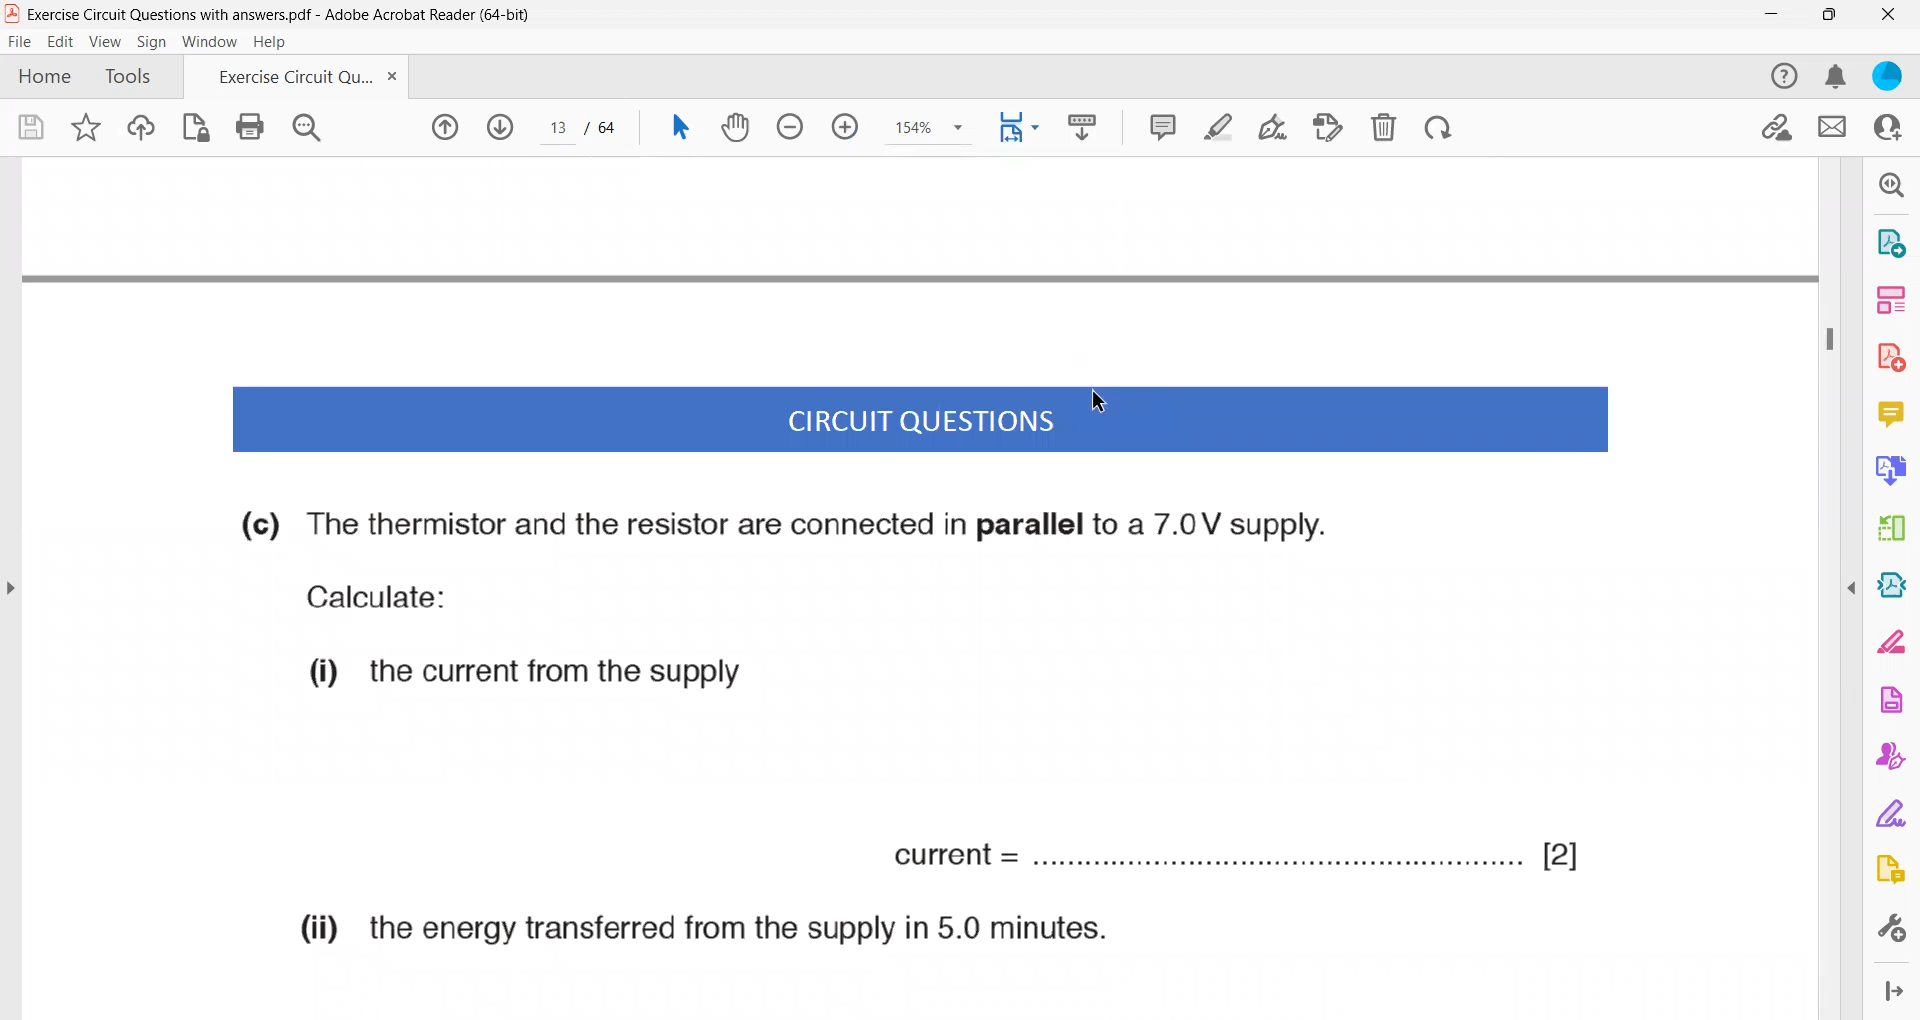 Exercise Circuit Questions with answers.pdf - Adobe Acrobat Reader (64-bit)
File Edit View Sign Window Help
Home Tools Exercise Circuit Qu... ×
13 / 64 154%
CIRCUIT QUESTIONS
(c) The thermistor and the resistor are connected in parallel to a 7.0 V supply.
Calculate:
(i) the current from the supply
current = ........................................................ [2]
(ii) the energy transferred from the supply in 5.0 minutes.